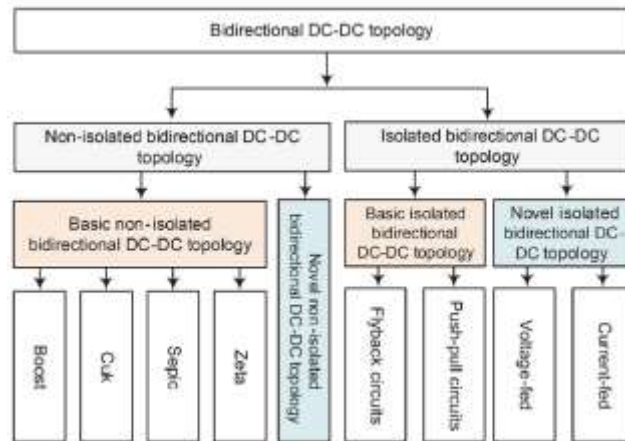 Bidirectional DC-DC topology
Non-isolated bidirectional DC-DC
topology
Isolated bidirectional DC-DC
topology
Basic non-isolated
bidirectional DC-DC topology
Novel non-isolated
bidirectional DC-DC topology
Basic isolated
bidirectional
DC-DC topology
Novel isolated
bidirectional DC-
DC topology
Boost
Cuk
Sepic
Zeta
Flyback circuits
Push-pull circuits
Voltage-fed
Current-fed